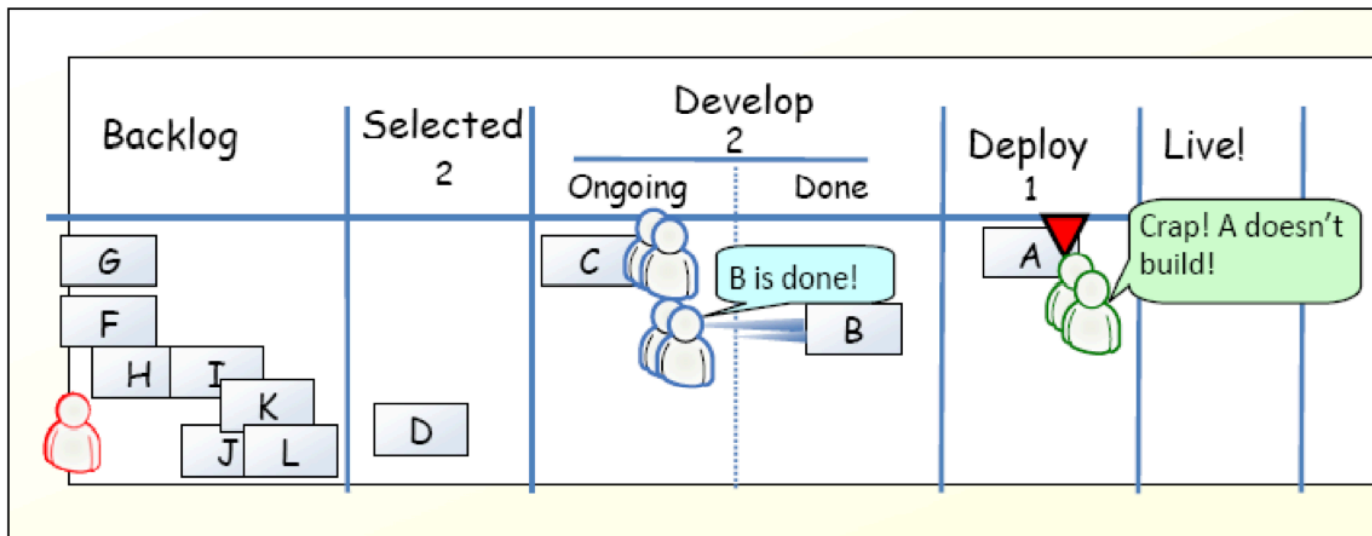 Backlog
Selected
2
Develop
2
Ongoing
Done
Deploy
1
Live!
G
F
H
I
K
J
L
D
C
B is done!
B
A
Crap! A doesn't
build!